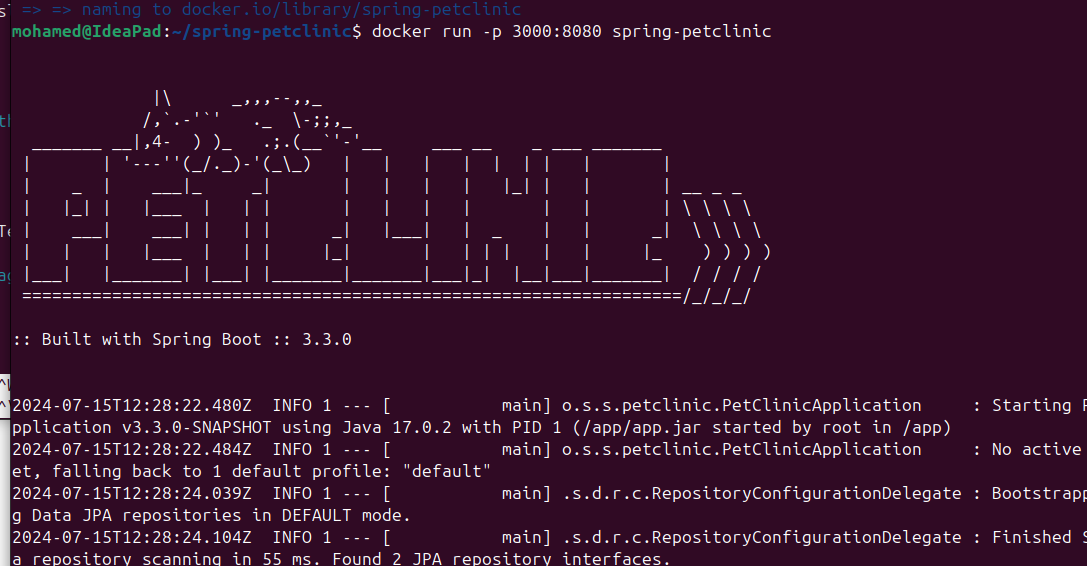 => => naming to docker.io/library/spring-petclinic
mohamed@IdeaPad:~/spring-petclinic$ docker run -p 3000:8080 spring-petclinic
:: Built with Spring Boot :: 3.3.0
2024-07-15T12:28:22.480Z  INFO 1 --- [           main] o.s.s.petclinic.PetClinicApplication     : Starting P
pplication v3.3.0-SNAPSHOT using Java 17.0.2 with PID 1 (/app/app.jar started by root in /app)
2024-07-15T12:28:22.484Z  INFO 1 --- [           main] o.s.s.petclinic.PetClinicApplication     : No active
et, falling back to 1 default profile: "default"
2024-07-15T12:28:24.039Z  INFO 1 --- [           main] .s.d.r.c.RepositoryConfigurationDelegate : Bootstrapp
g Data JPA repositories in DEFAULT mode.
2024-07-15T12:28:24.104Z  INFO 1 --- [           main] .s.d.r.c.RepositoryConfigurationDelegate : Finished S
a repository scanning in 55 ms. Found 2 JPA repository interfaces.